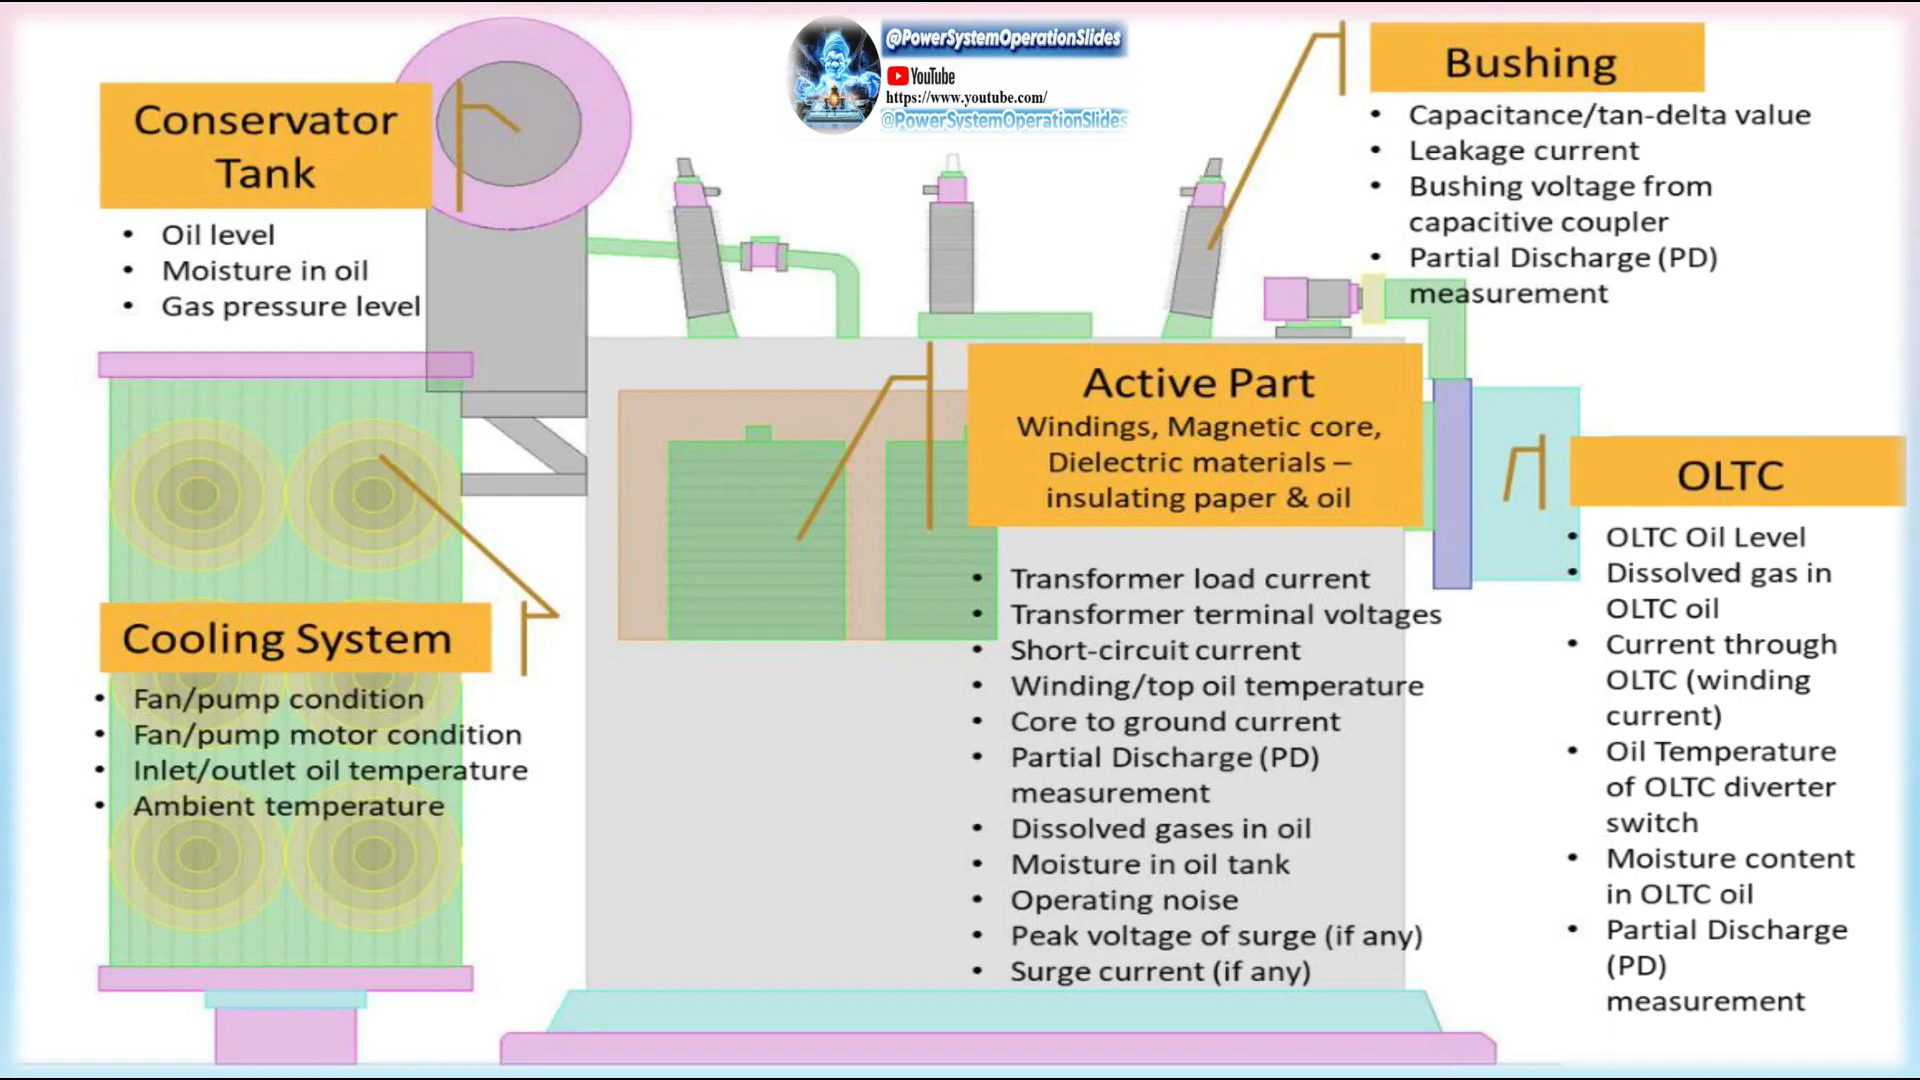 @PowerSystemOperationSlides
YouTube
https://www.youtube.com/
@PowerSystemOperationSlides
Conservator
Tank
• Oil level
• Moisture in oil
• Gas pressure level
Bushing
• Capacitance/tan-delta value
• Leakage current
• Bushing voltage from
capacitive coupler
• Partial Discharge (PD)
measurement
Active Part
Windings, Magnetic core,
Dielectric materials –
insulating paper & oil
• Transformer load current
• Transformer terminal voltages
• Short-circuit current
• Winding/top oil temperature
• Core to ground current
• Partial Discharge (PD)
measurement
• Dissolved gases in oil
• Moisture in oil tank
• Operating noise
• Peak voltage of surge (if any)
• Surge current (if any)
OLTC
• OLTC Oil Level
• Dissolved gas in
OLTC oil
• Current through
OLTC (winding
current)
• Oil Temperature
of OLTC diverter
switch
• Moisture content
in OLTC oil
• Partial Discharge
(PD)
measurement
Cooling System
• Fan/pump condition
• Fan/pump motor condition
• Inlet/outlet oil temperature
• Ambient temperature